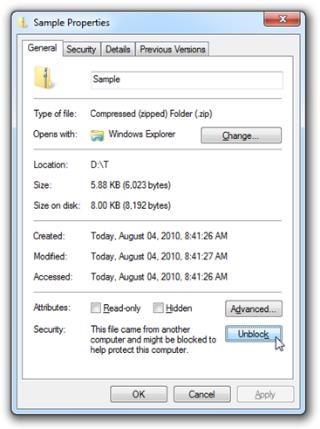 Sample Properties
General Security Details Previous Versions
Sample
Type of file: Compressed (zipped) Folder (.zip)
Opens with: Windows Explorer Change...
Location: D:\T
Size: 5.88 KB (6,023 bytes)
Size on disk: 8.00 KB (8,192 bytes)
Created: Today, August 04, 2010, 8:41:26 AM
Modified: Today, August 04, 2010, 8:41:27 AM
Accessed: Today, August 04, 2010, 8:41:26 AM
Attributes: Read-only Hidden Advanced...
Security: This file came from another Unblock
computer and might be blocked to
help protect this computer.
OK Cancel Apply